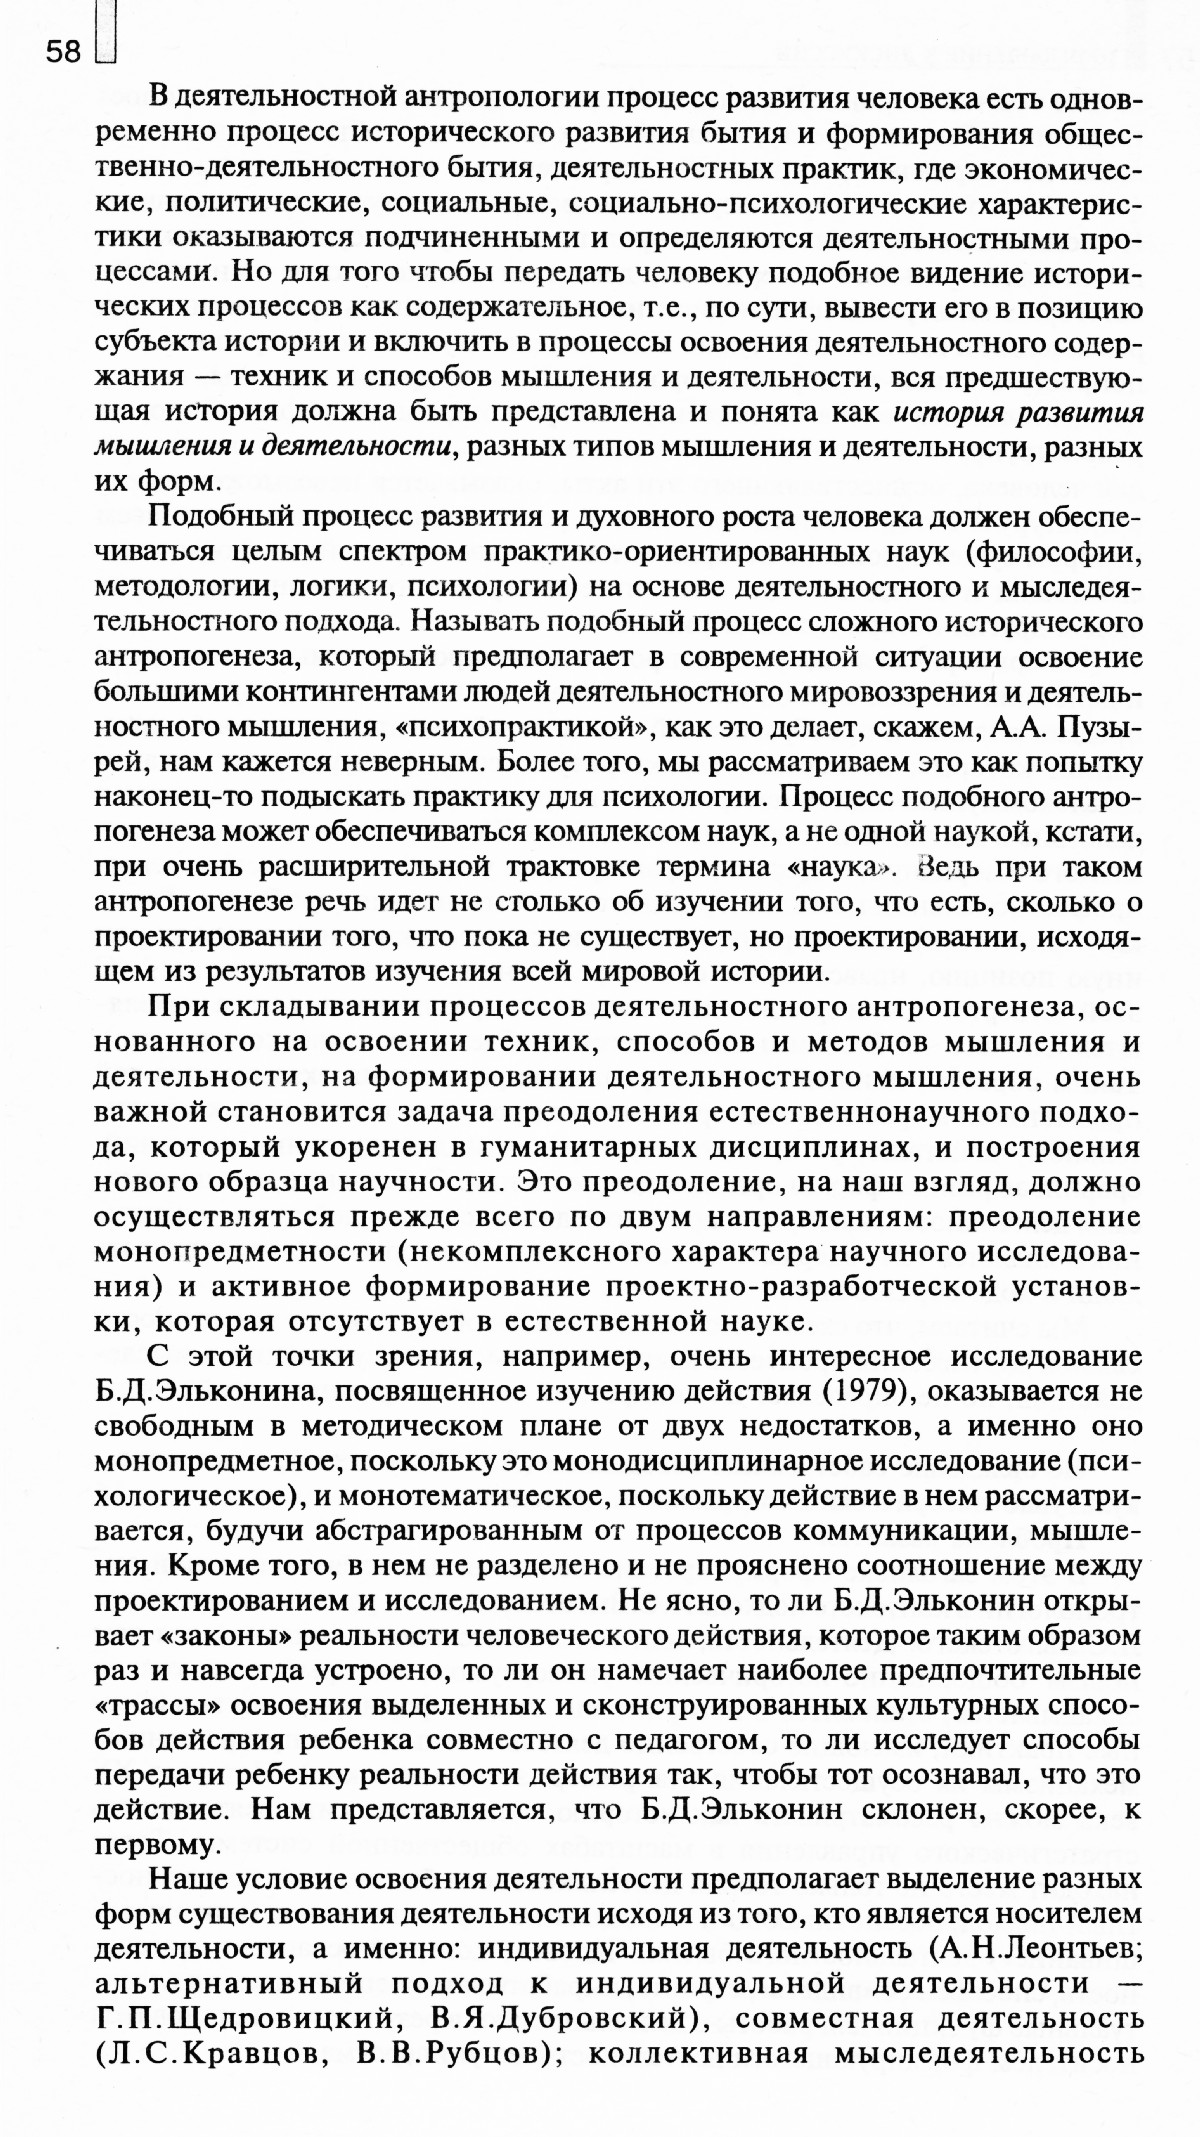 58
В деятельностной антропологии процесс развития человека есть однов-
ременно процесс исторического развития бытия и формирования общес-
твенно-деятельностного бытия, деятельностных практик, где экономичес-
кие, политические, социальные, социально-психологические характерис-
тики оказываются подчиненными и определяются деятельностными про-
цессами. Но для того чтобы передать человеку подобное видение истори-
ческих процессов как содержательное, т.е., по сути, вывести его в позицию
субъекта истории и включить в процессы освоения деятельностного содер-
жания — техник и способов мышления и деятельности, вся предшествую-
щая история должна быть представлена и понята как история развития
мышления и деятельности, разных типов мышления и деятельности, разных
их форм.
Подобный процесс развития и духовного роста человека должен обеспе-
чиваться целым спектром практико-ориентированных наук (философии,
методологии, логики, психологии) на основе деятельностного и мыследея-
тельностного подхода. Называть подобный процесс сложного исторического
антропогенеза, который предполагает в современной ситуации освоение
большими контингентами людей деятельностного мировоззрения и деятель-
ностного мышления, «психопрактикой», как это делает, скажем, А.А. Пузы-
рей, нам кажется неверным. Более того, мы рассматриваем это как попытку
наконец-то подыскать практику для психологии. Процесс подобного антро-
погенеза может обеспечиваться комплексом наук, а не одной наукой, кстати,
при очень расширительной трактовке термина «наука». Ведь при таком
антропогенезе речь идет не столько об изучении того, что есть, сколько о
проектировании того, что пока не существует, но проектировании, исходя-
щем из результатов изучения всей мировой истории.
При складывании процессов деятельностного антропогенеза, ос-
нованного на освоении техник, способов и методов мышления и
деятельности, на формировании деятельностного мышления, очень
важной становится задача преодоления естественнонаучного подхо-
да, который укоренен в гуманитарных дисциплинах, и построения
нового образца научности. Это преодоление, на наш взгляд, должно
осуществляться прежде всего по двум направлениям: преодоление
монопредметности (некомплексного характера научного исследова-
ния) и активное формирование проектно-разработческой установ-
ки, которая отсутствует в естественной науке.
С этой точки зрения, например, очень интересное исследование
Б.Д.Эльконина, посвященное изучению действия (1979), оказывается не
свободным в методическом плане от двух недостатков, а именно оно
монопредметное, поскольку это монодисциплинарное исследование (пси-
хологическое), и монотематическое, поскольку действие в нем рассматри-
вается, будучи абстрагированным от процессов коммуникации, мышле-
ния. Кроме того, в нем не разделено и не прояснено соотношение между
проектированием и исследованием. Не ясно, то ли Б.Д.Эльконин откры-
вает «законы» реальности человеческого действия, которое таким образом
раз и навсегда устроено, то ли он намечает наиболее предпочтительные
«трассы» освоения выделенных и сконструированных культурных спосо-
бов действия ребенка совместно с педагогом, то ли исследует способы
передачи ребенку реальности действия так, чтобы тот осознавал, что это
действие. Нам представляется, что Б.Д.Эльконин склонен, скорее, к
первому.
Наше условие освоения деятельности предполагает выделение разных
форм существования деятельности исходя из того, кто является носителем
деятельности, а именно: индивидуальная деятельность (А.Н.Леонтьев;
альтернативный подход к индивидуальной деятельности —
Г.П.Щедровицкий, В.Я.Дубровский), совместная деятельность
(Л.С.Кравцов, В.В.Рубцов); коллективная мыследеятельность